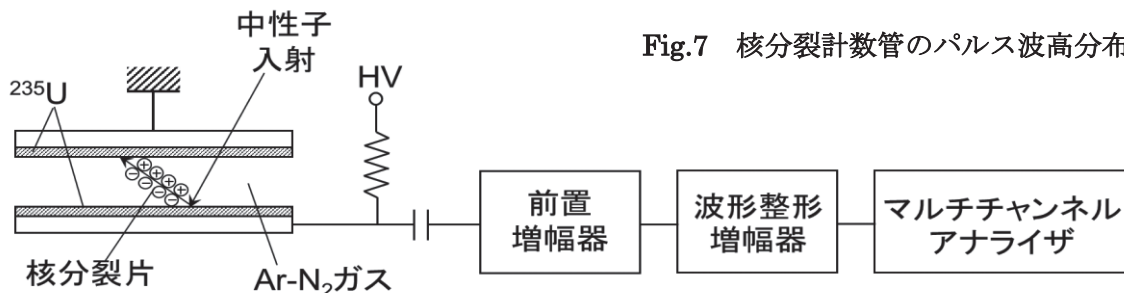 中性子
入射
Fig.7 核分裂計数管のパルス波高分布
²³⁵U
HV
前置
増幅器
波形整形
増幅器
マルチチャンネル
アナライザ
核分裂片
Ar-N₂ガス